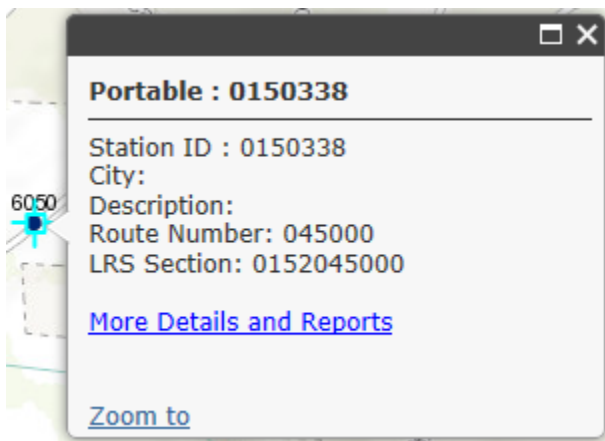 Portable : 0150338
Station ID : 0150338
City:
6050
Description:
Route Number: 045000
LRS Section: 0152045000
More Details and Reports
Zoom to